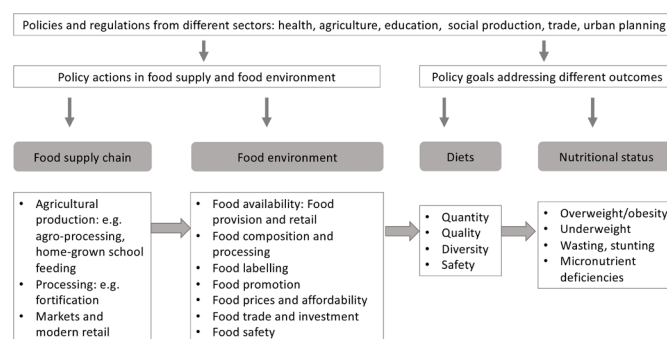 Policies and regulations from different sectors: health, agriculture, education, social production, trade, urban planning
Policy actions in food supply and food environment
Policy goals addressing different outcomes
Food supply chain
Food environment
Diets
Nutritional status
• Agricultural
production: e.g.
agro-processing,
home-grown school
feeding
• Processing: e.g.
fortification
• Markets and
modern retail
• Food availability: Food
provision and retail
• Food composition and
processing
• Food labelling
• Food promotion
• Food prices and affordability
• Food trade and investment
• Food safety
• Quantity
• Quality
• Diversity
• Safety
• Overweight/obesity
• Underweight
• Wasting, stunting
• Micronutrient
deficiencies